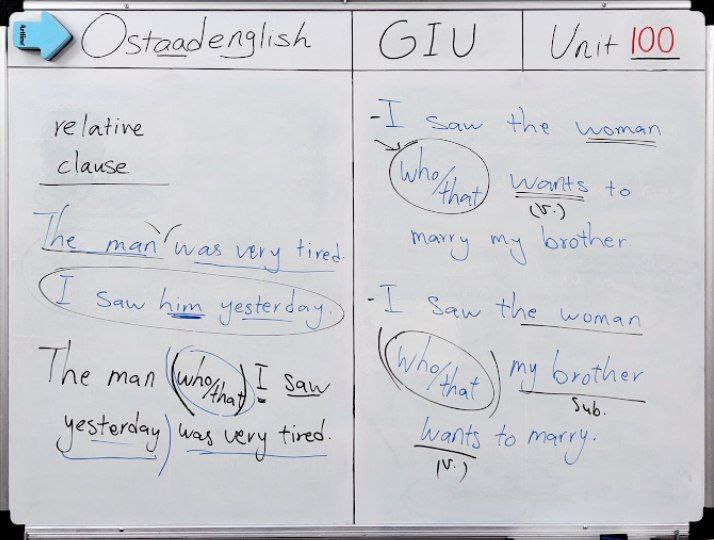 Artline
Ostaadenglish
GIU
Unit 100
relative
clause
The man was very tired.
I saw him yesterday.
The man (who/that) I saw
yesterday) was very tired.
- I saw the woman
who/that wants to
(v.)
marry my brother
- I saw the woman
(who/that) my brother
Sub.
wants to marry.
(v.)